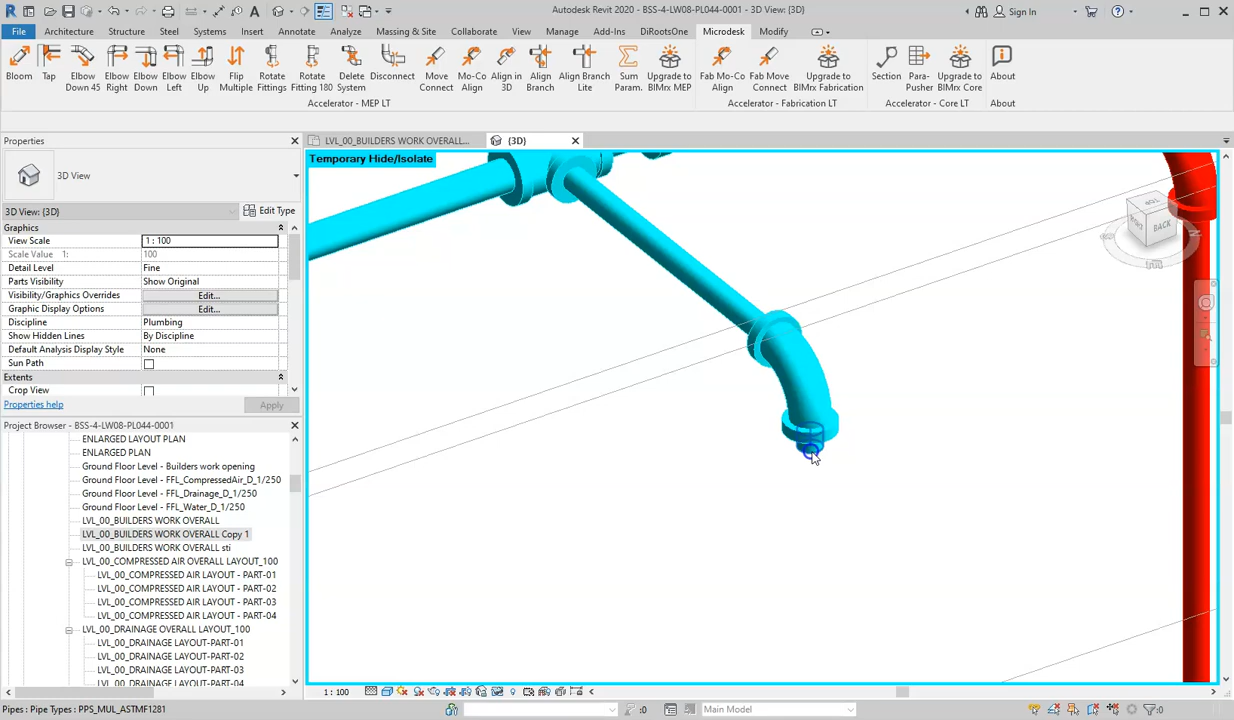 Autodesk Revit 2020 - BSS-4-LW08-PL044-0001 - 3D View: {3D}
Sign In
File Architecture Structure Steel Systems Insert Annotate Analyze Massing & Site Collaborate View Manage Add-Ins DiRootsOne Microdesk Modify
Bloom Tap Elbow Down 45 Elbow Right Elbow Down Elbow Left Elbow Up Flip Multiple Rotate Fittings Rotate Fitting 180 Delete System Disconnect Move Connect Mo-Co Align Align in 3D Align Branch Align Branch Lite Sum Param. Upgrade to BIMrx MEP Fab Mo-Co Align Fab Move Connect Upgrade to BIMrx Fabrication Section Para-Pusher Upgrade to BIMrx Core About
Accelerator - MEP LT Accelerator - Fabrication LT Accelerator - Core LT About
Properties
LVL_00_BUILDERS WORK OVERALL...
{3D}
3D View
3D View: {3D}
Edit Type
Graphics
View Scale 1 : 100
Scale Value 1: 100
Detail Level Fine
Parts Visibility Show Original
Visibility/Graphics Overrides Edit...
Graphic Display Options Edit...
Discipline Plumbing
Show Hidden Lines By Discipline
Default Analysis Display Style None
Sun Path
Extents
Crop View
Properties help
Apply
Project Browser - BSS-4-LW08-PL044-0001
ENLARGED LAYOUT PLAN
ENLARGED PLAN
Ground Floor Level - Builders work opening
Ground Floor Level - FFL_CompressedAir_D_1/250
Ground Floor Level - FFL_Drainage_D_1/250
Ground Floor Level - FFL_Water_D_1/250
LVL_00_BUILDERS WORK OVERALL
LVL_00_BUILDERS WORK OVERALL Copy 1
LVL_00_BUILDERS WORK OVERALL sti
LVL_00_COMPRESSED AIR OVERALL LAYOUT_100
LVL_00_COMPRESSED AIR LAYOUT - PART-01
LVL_00_COMPRESSED AIR LAYOUT - PART-02
LVL_00_COMPRESSED AIR LAYOUT - PART-03
LVL_00_COMPRESSED AIR LAYOUT - PART-04
LVL_00_DRAINAGE OVERALL LAYOUT_100
LVL_00_DRAINAGE LAYOUT-PART-01
LVL_00_DRAINAGE LAYOUT-PART-02
LVL_00_DRAINAGE LAYOUT-PART-03
LVL_00_DRAINAGE LAYOUT-PART-04
Temporary Hide/Isolate
TOP
BACK
1 : 100
Pipes : Pipe Types : PPS_MUL_ASTMF1281
:0
Main Model
:0